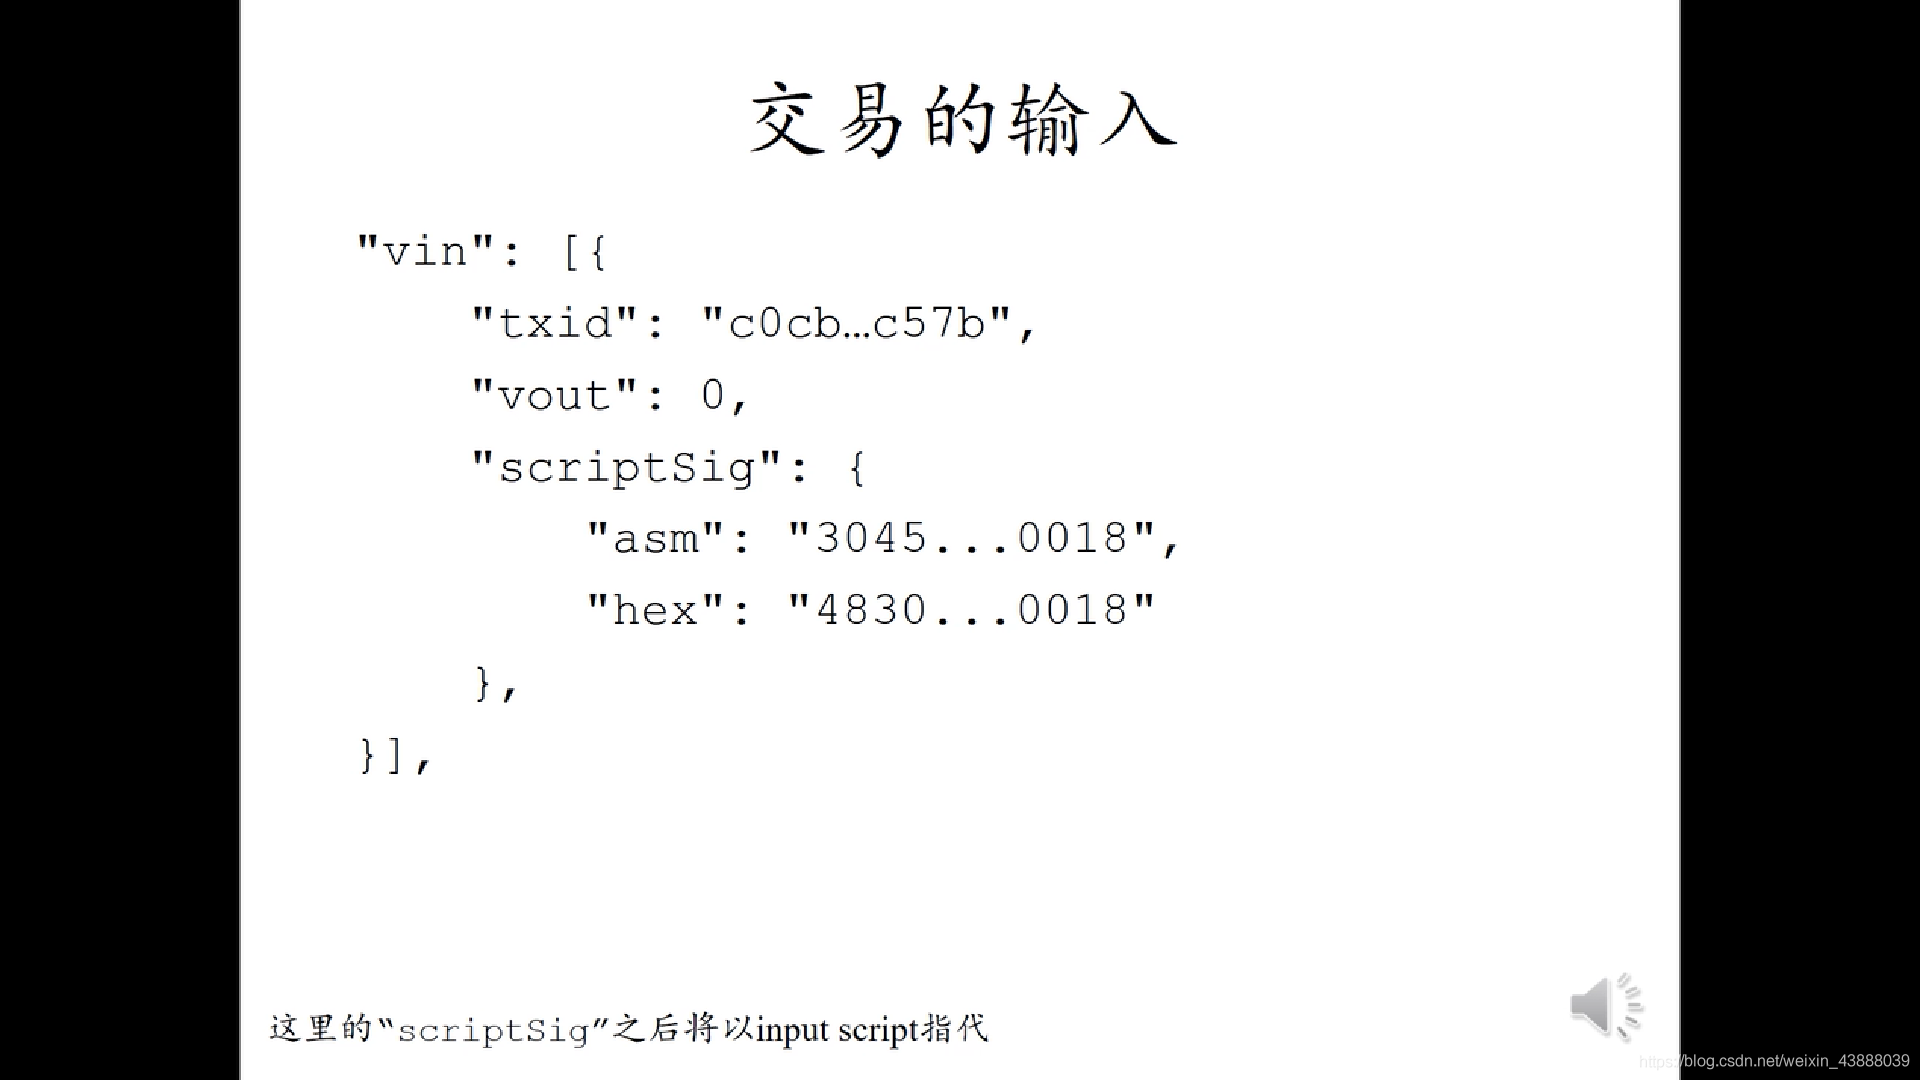 交易的输入
"vin": [{
"txid": "c0cb…c57b",
"vout": 0,
"scriptSig": {
"asm": "3045...0018",
"hex": "4830...0018"
},
}],
这里的“scriptSig”之后将以input script指代
https://blog.csdn.net/weixin_43888039